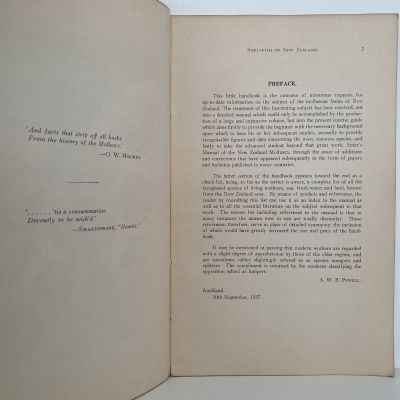 'And facts that strip off all husks
From the history of the Mollusks.'
—O. W. Holmes.
'. . . . . . 'tis a consummation
Devoutly to be wish'd.'
—Shakespeare, "Hamlet."
Shellfish of New Zealand. 3
PREFACE.
This little handbook is the outcome of numerous requests, for
up-to-date information on the subject of the molluscan fauna of New
Zealand. The treatment of this fascinating subject has been resolved, not
into a detailed manual which could only be accomplished by the produc-
tion of a large and expensive volume, but into the present concise guide
which aims firstly to provide the beginner with the necessary background
upon which to base his or her subsequent studies, secondly to provide
recognisable figures and data concerning the more common species, and
lastly to take the advanced student beyond that great work, Suter's
Manual of the New Zealand Mollusca, through the maze of additions
and corrections that have appeared subsequently in the form of papers
and bulletins published in many countries.
The latter section of the handbook appears toward the end as a
check-list, being, so far as the writer is aware, a complete list of all the
recognised species of living mollusca, sea, fresh-water and land, known
from the New Zealand area. By means of symbols and references, the
reader by consulting this list can use it as an index to the manual as
well as to all the essential literature on the subject subsequent to that
work. The reason for including references to the manual is that in
many instances the names now in use are vastly dissimilar. These
references, therefore, serve in place of detailed synonymy, the inclusion
of which would have greatly increased the size and price of the hand-
book.
It may be mentioned in passing that modern workers are regarded
with a slight degree of apprehension by those of the older regime, and
are sometimes rather slightingly referred to as species mongers and
splitters. The compliment is returned by the moderns classifying the
opposition school as lumpers.
A. W. B. Powell.
Auckland,
30th September, 1937.